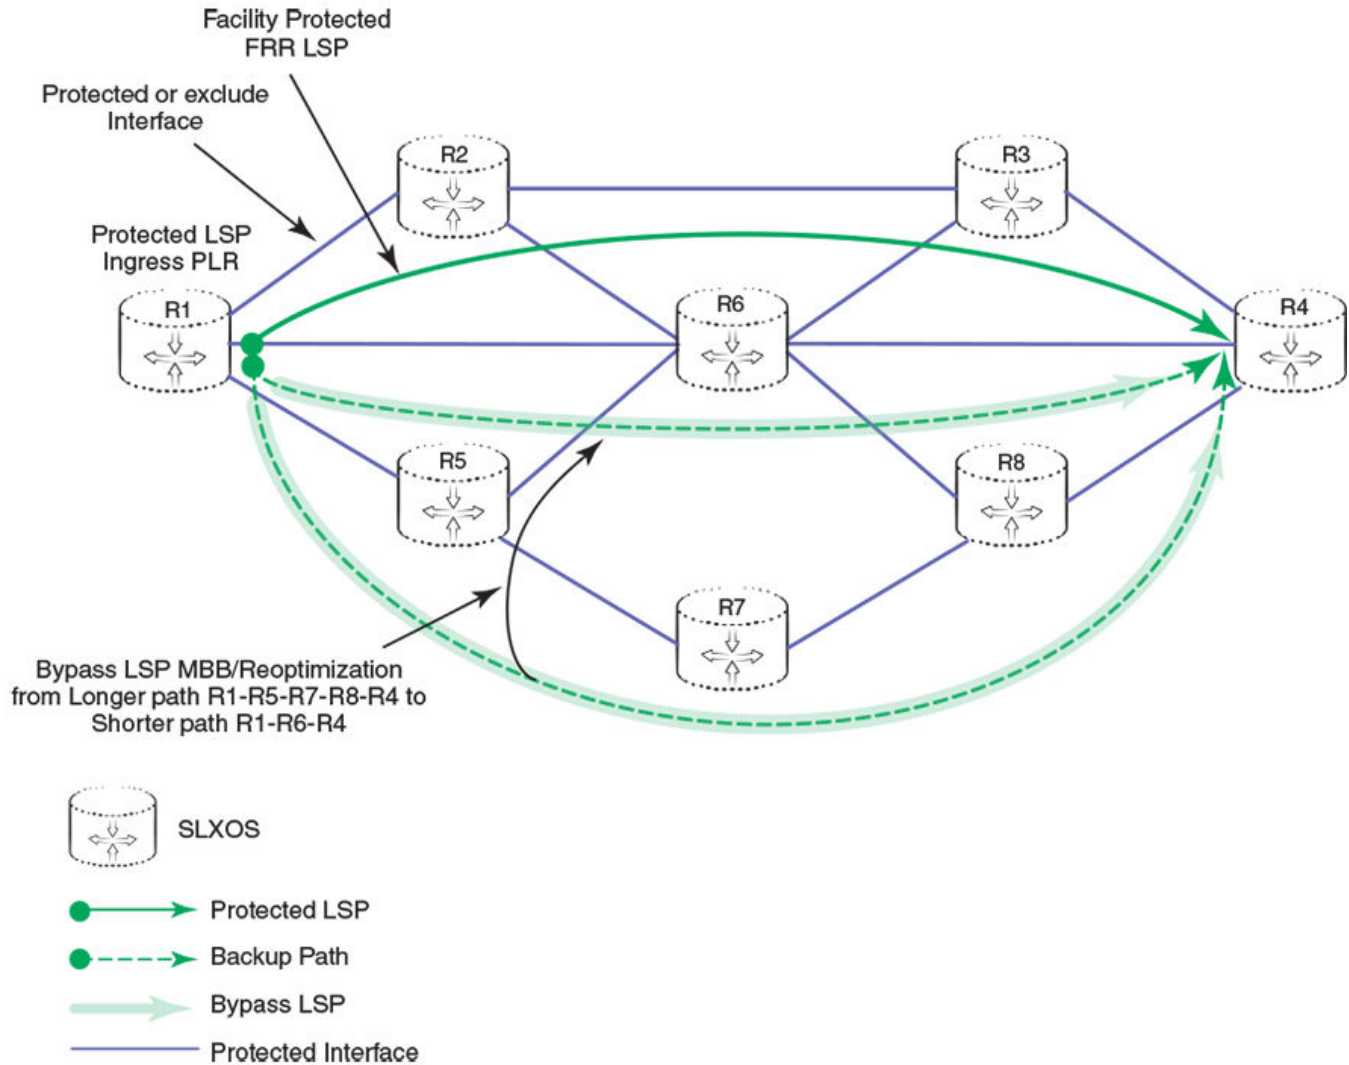 Facility Protected
FRR LSP
Protected or exclude
Interface
R2
R3
Protected LSP
Ingress PLR
R1
R6
R4
R5
R8
R7
Bypass LSP MBB/Reoptimization
from Longer path R1-R5-R7-R8-R4 to
Shorter path R1-R6-R4
SLXOS
Protected LSP
Backup Path
Bypass LSP
Protected Interface